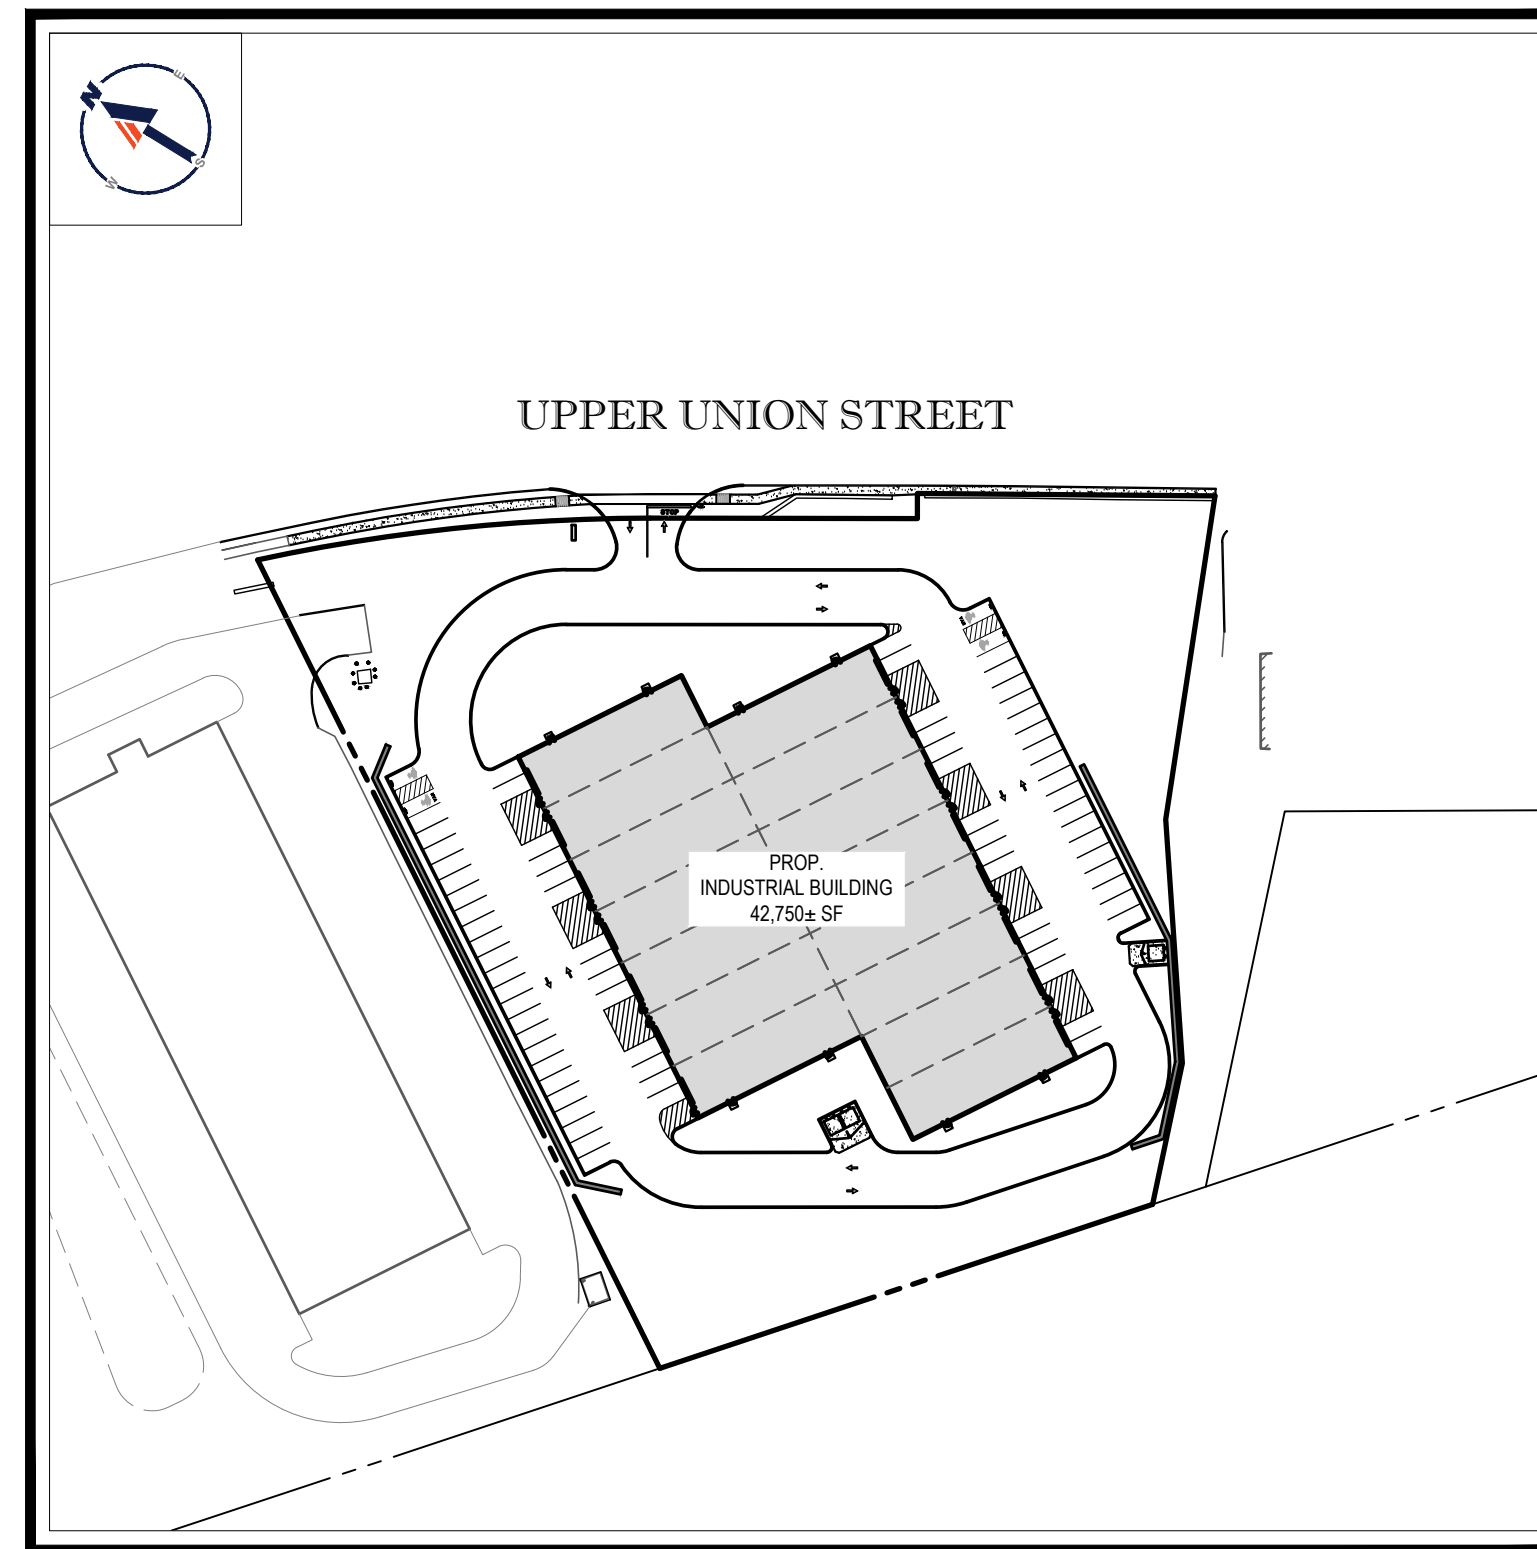 N
E
S
W
UPPER UNION STREET
STOP
PROP.
INDUSTRIAL BUILDING
42,750± SF